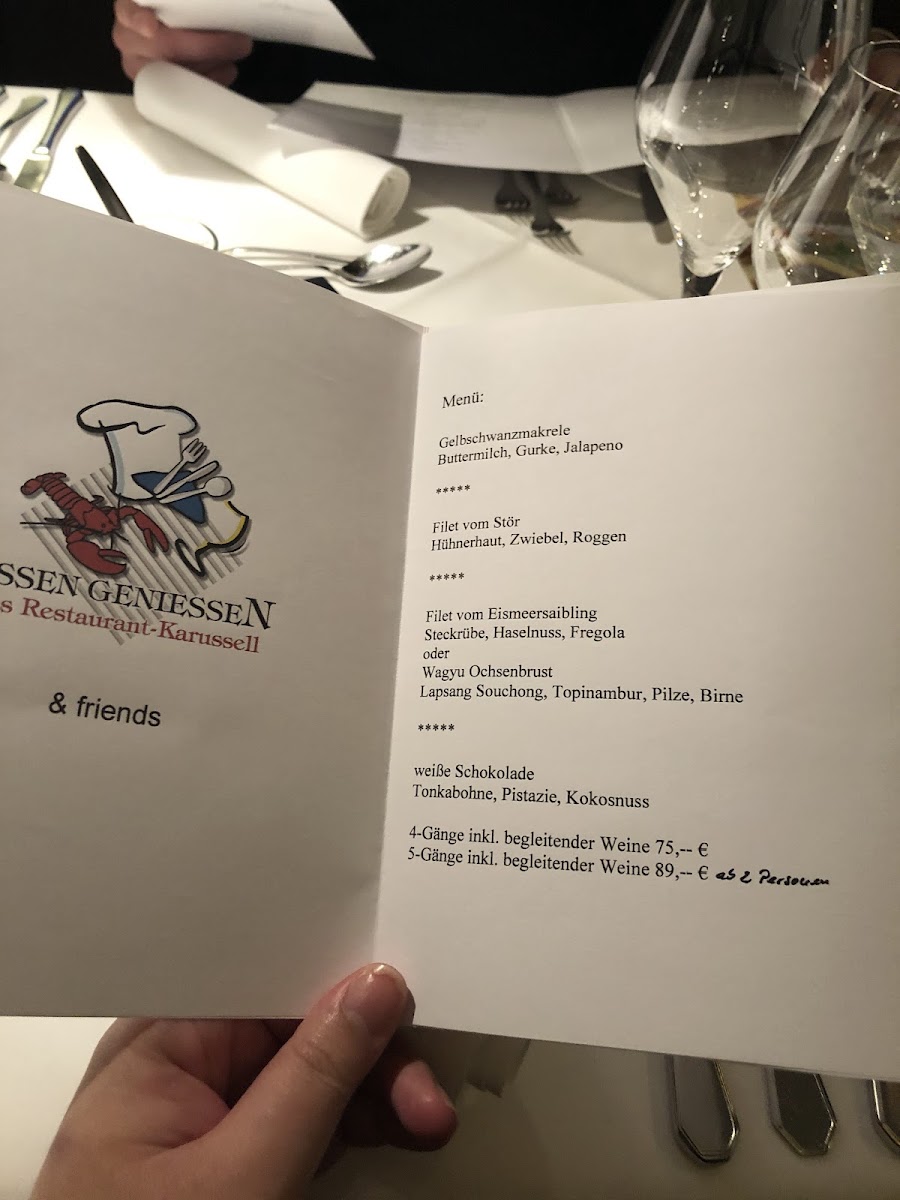 GENIESSEN
Restaurant-Karussell
& friends
Menü:
Gelbschwanzmakrele
Buttermilch, Gurke, Jalapeno
*****
Filet vom Stör
Hühnerhaut, Zwiebel, Roggen
*****
Filet vom Eismeersaibling
Steckrübe, Haselnuss, Fregola
oder
Wagyu Ochsenbrust
Lapsang Souchong, Topinambur, Pilze, Birne
*****
weiße Schokolade
Tonkabohne, Pistazie, Kokosnuss
4-Gänge inkl. begleitender Weine 75,-- €
5-Gänge inkl. begleitender Weine 89,-- € ab 2 Personen